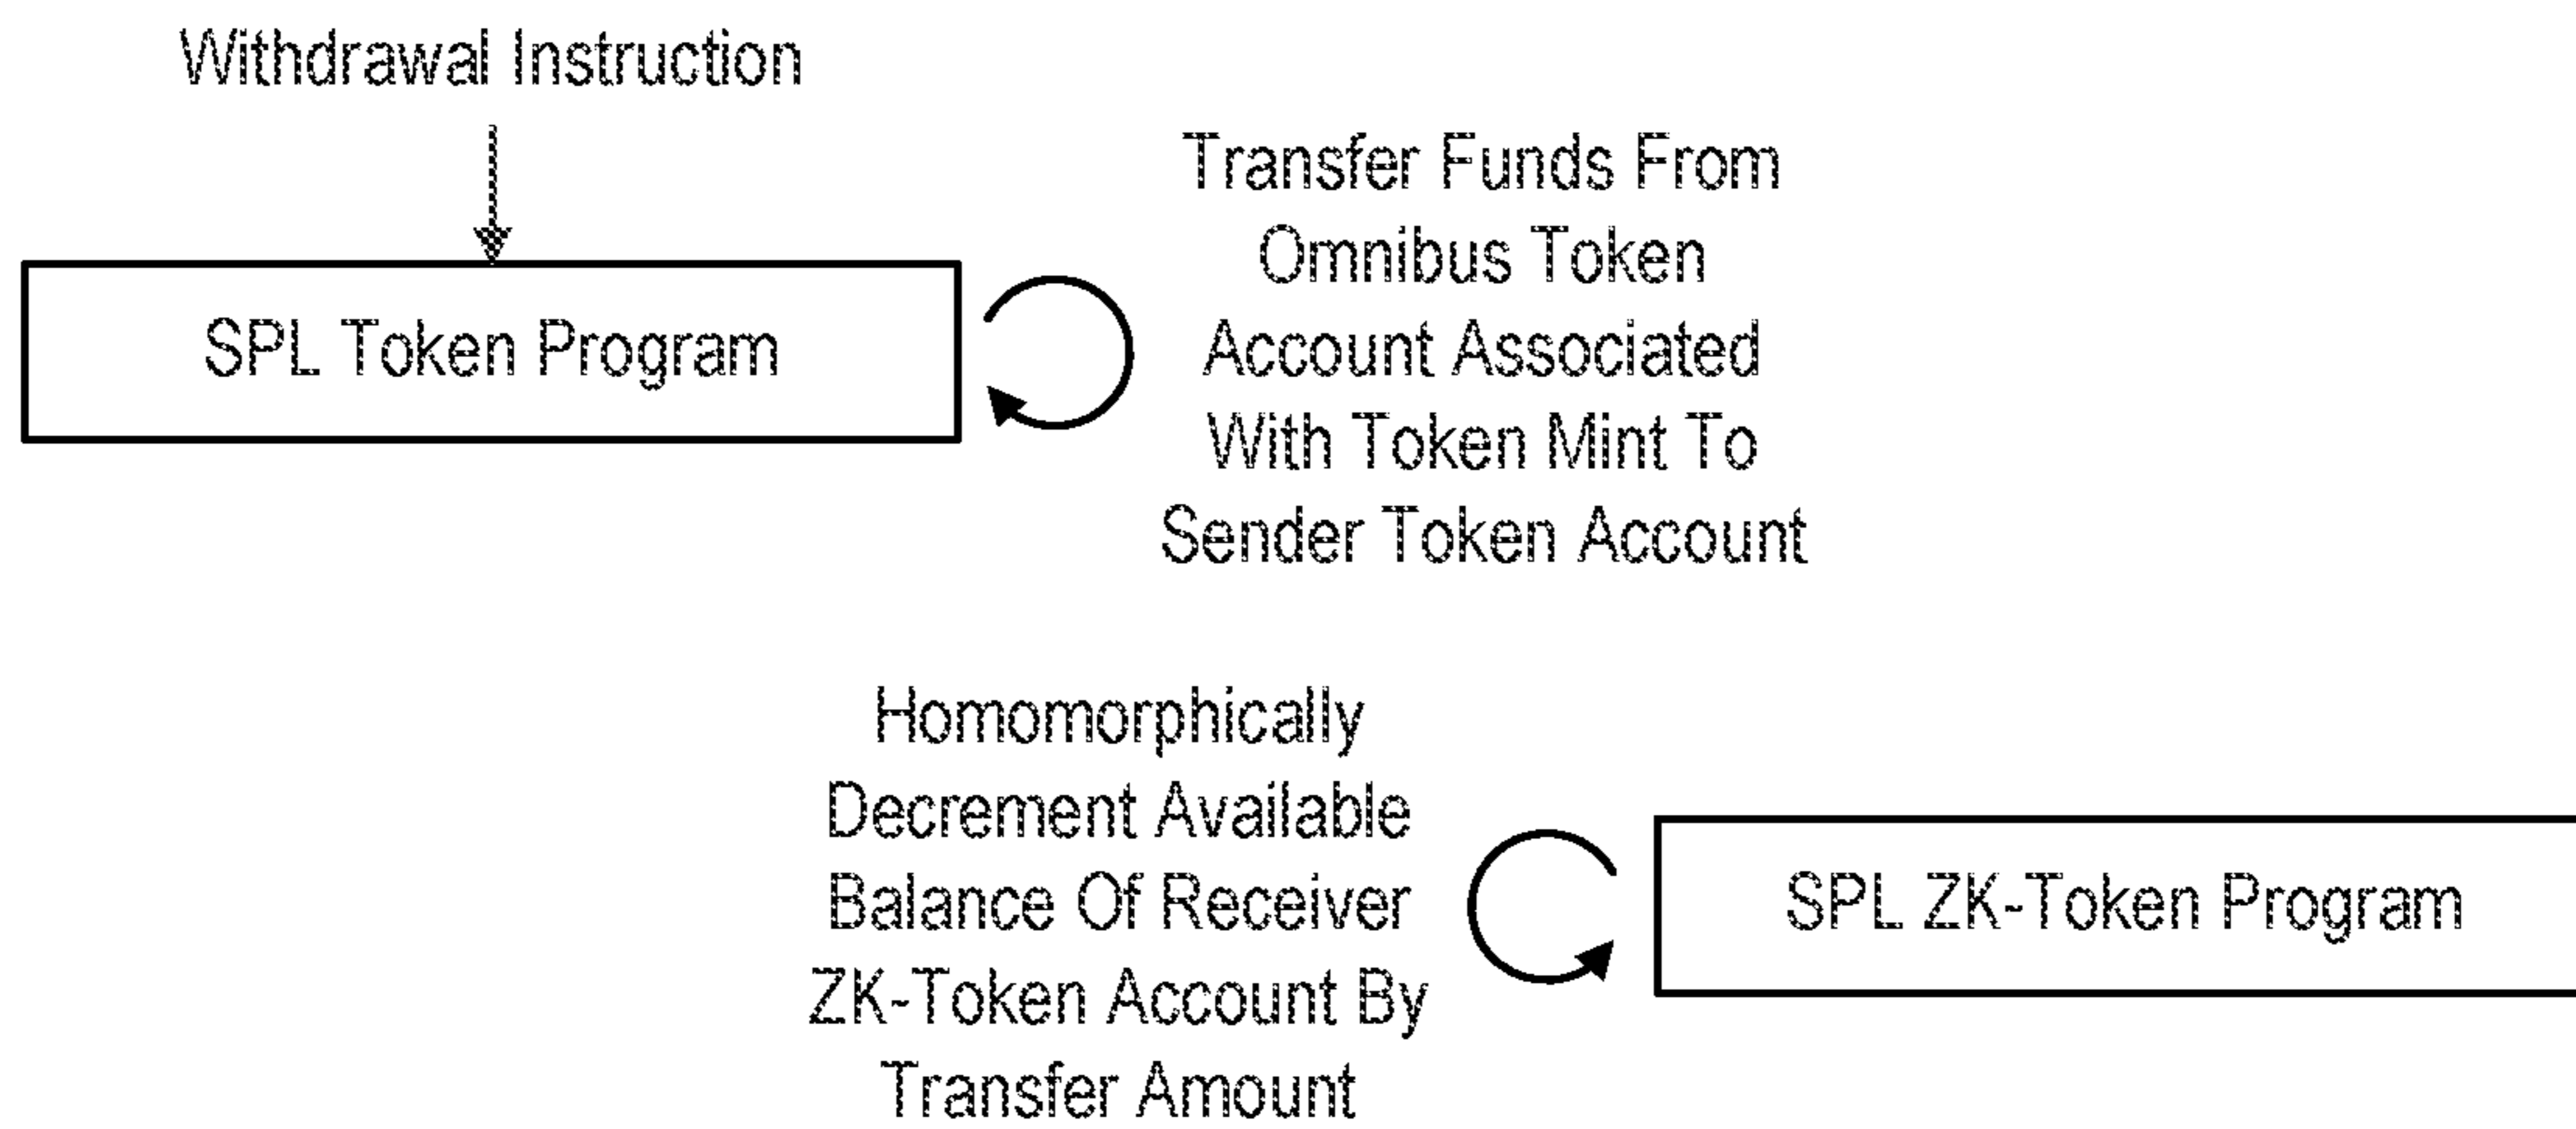 Withdrawal Instruction
SPL Token Program
Transfer Funds From
Omnibus Token
Account Associated
With Token Mint To
Sender Token Account
Homomorphically
Decrement Available
Balance Of Receiver
ZK-Token Account By
Transfer Amount
SPL ZK-Token Program